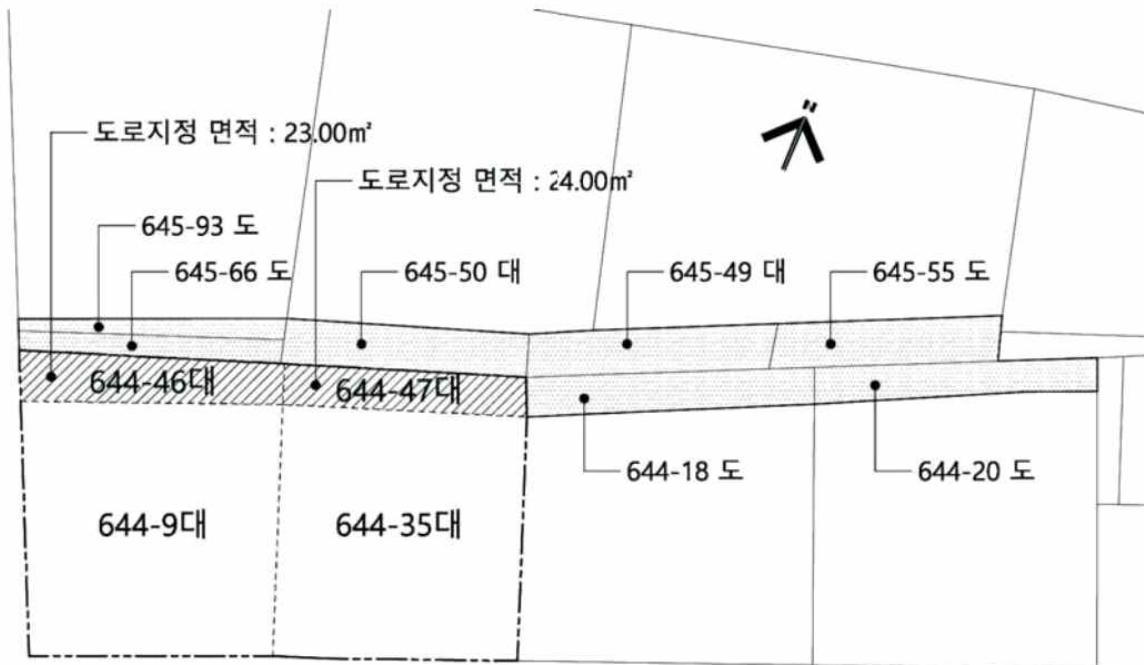 도로지정 면적 : 23.00㎡
도로지정 면적 : 24.00㎡
645-93 도
645-66 도
645-50 대
645-49 대
645-55 도
644-46대
644-47대
644-18 도
644-20 도
644-9대
644-35대